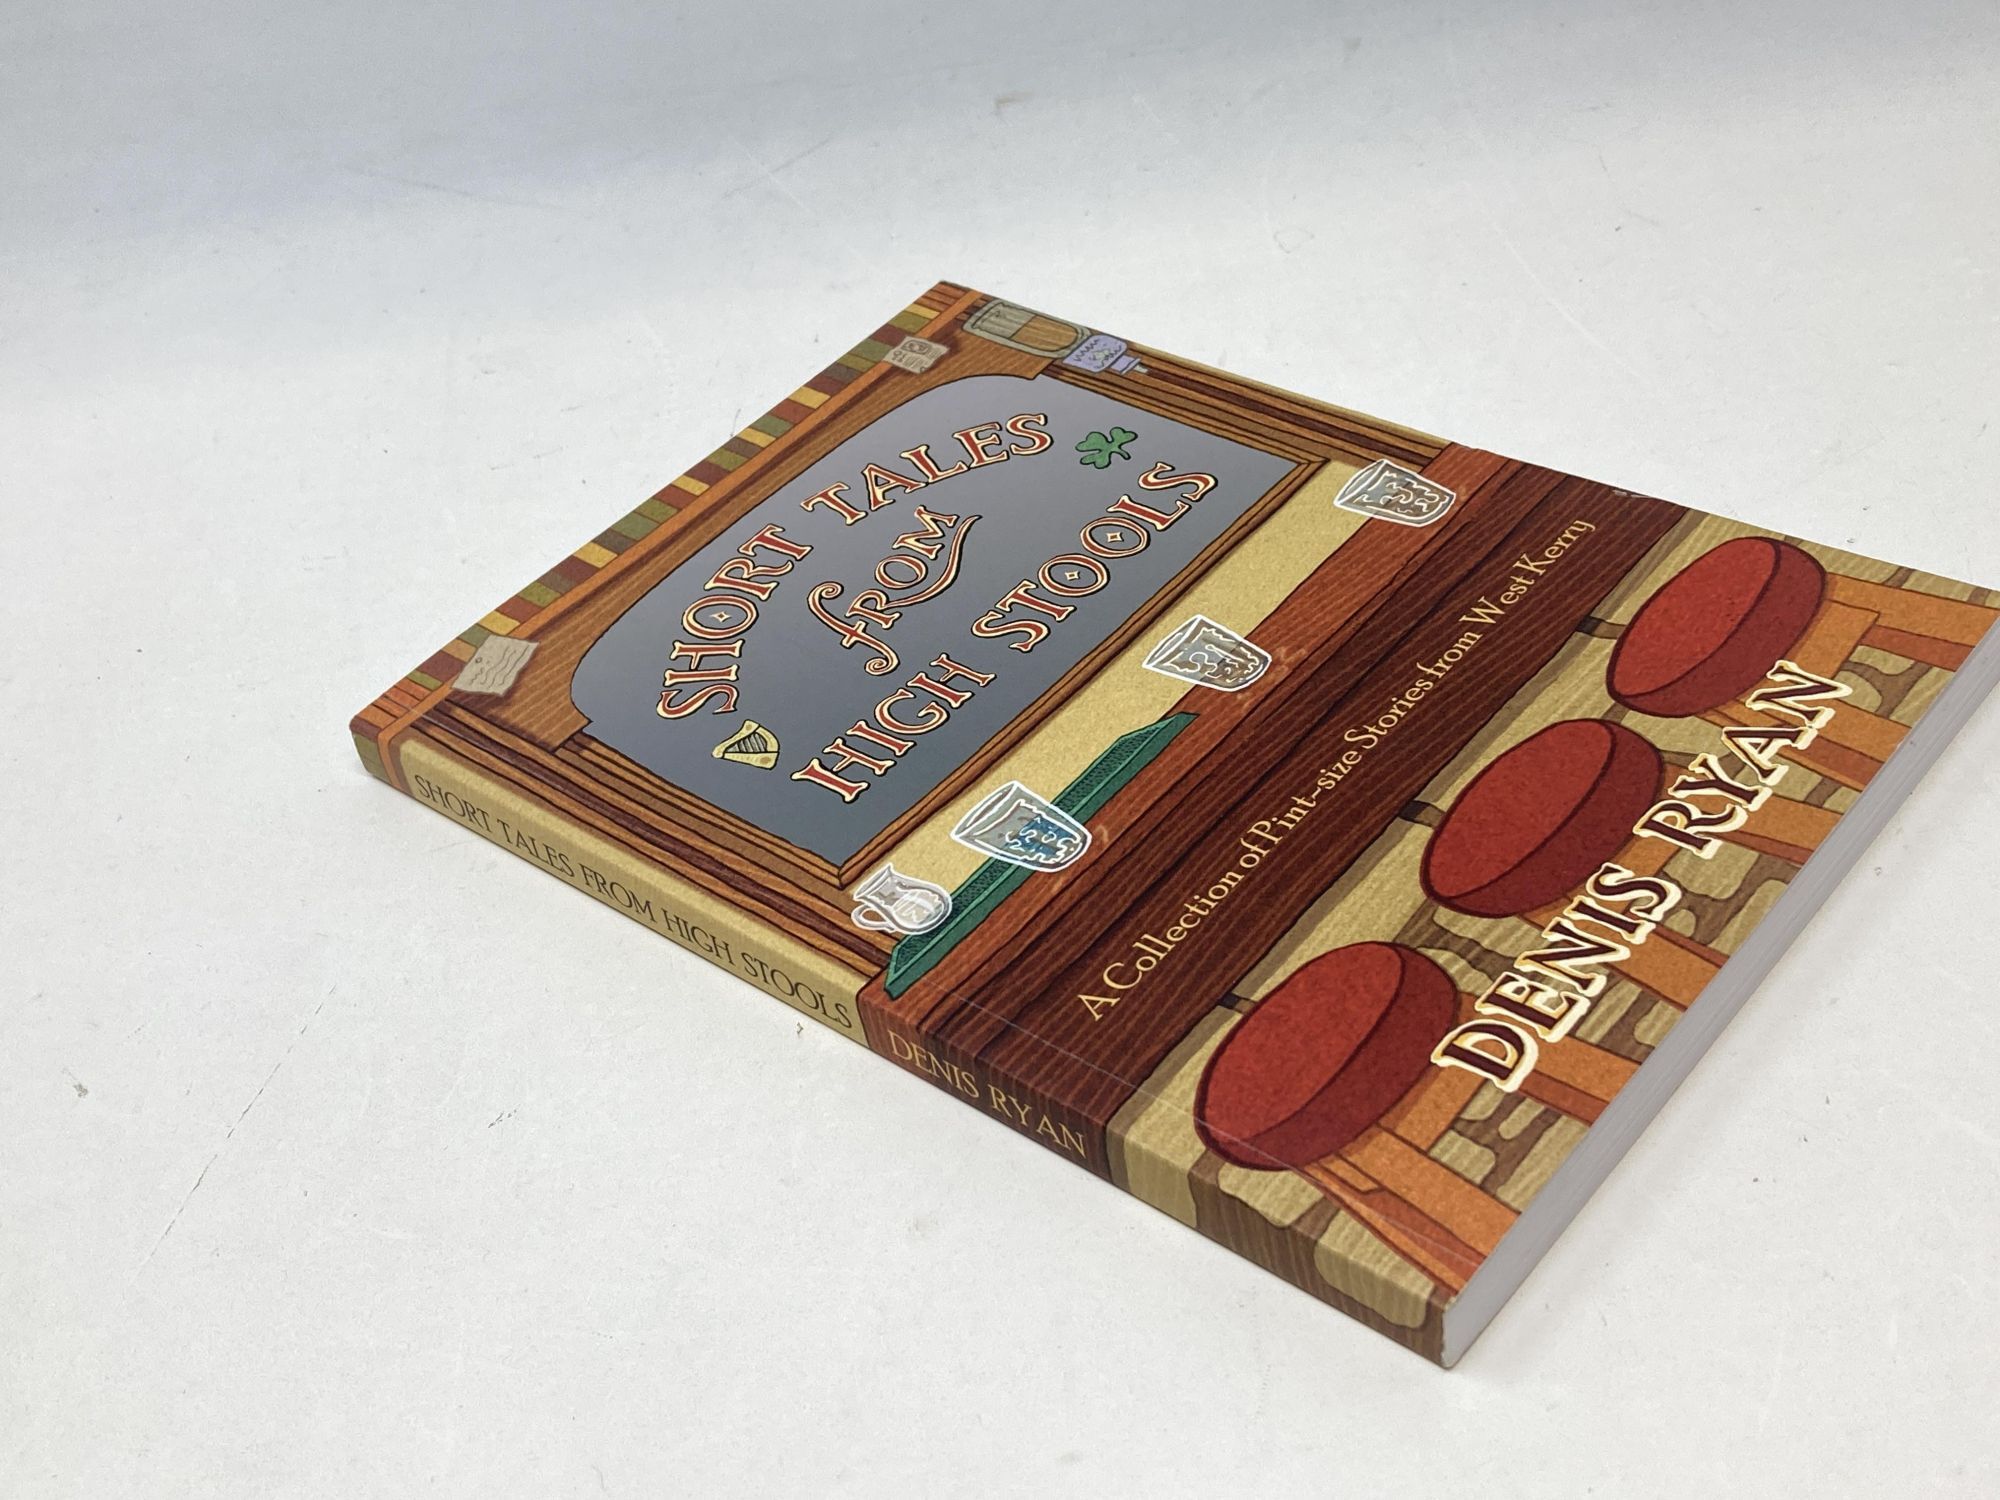 SHORT TALES
FROM
HIGH STOOLS
A Collection of Pint-size Stories from West Kerry
DENIS RYAN
SHORT TALES FROM HIGH STOOLS
DENIS RYAN